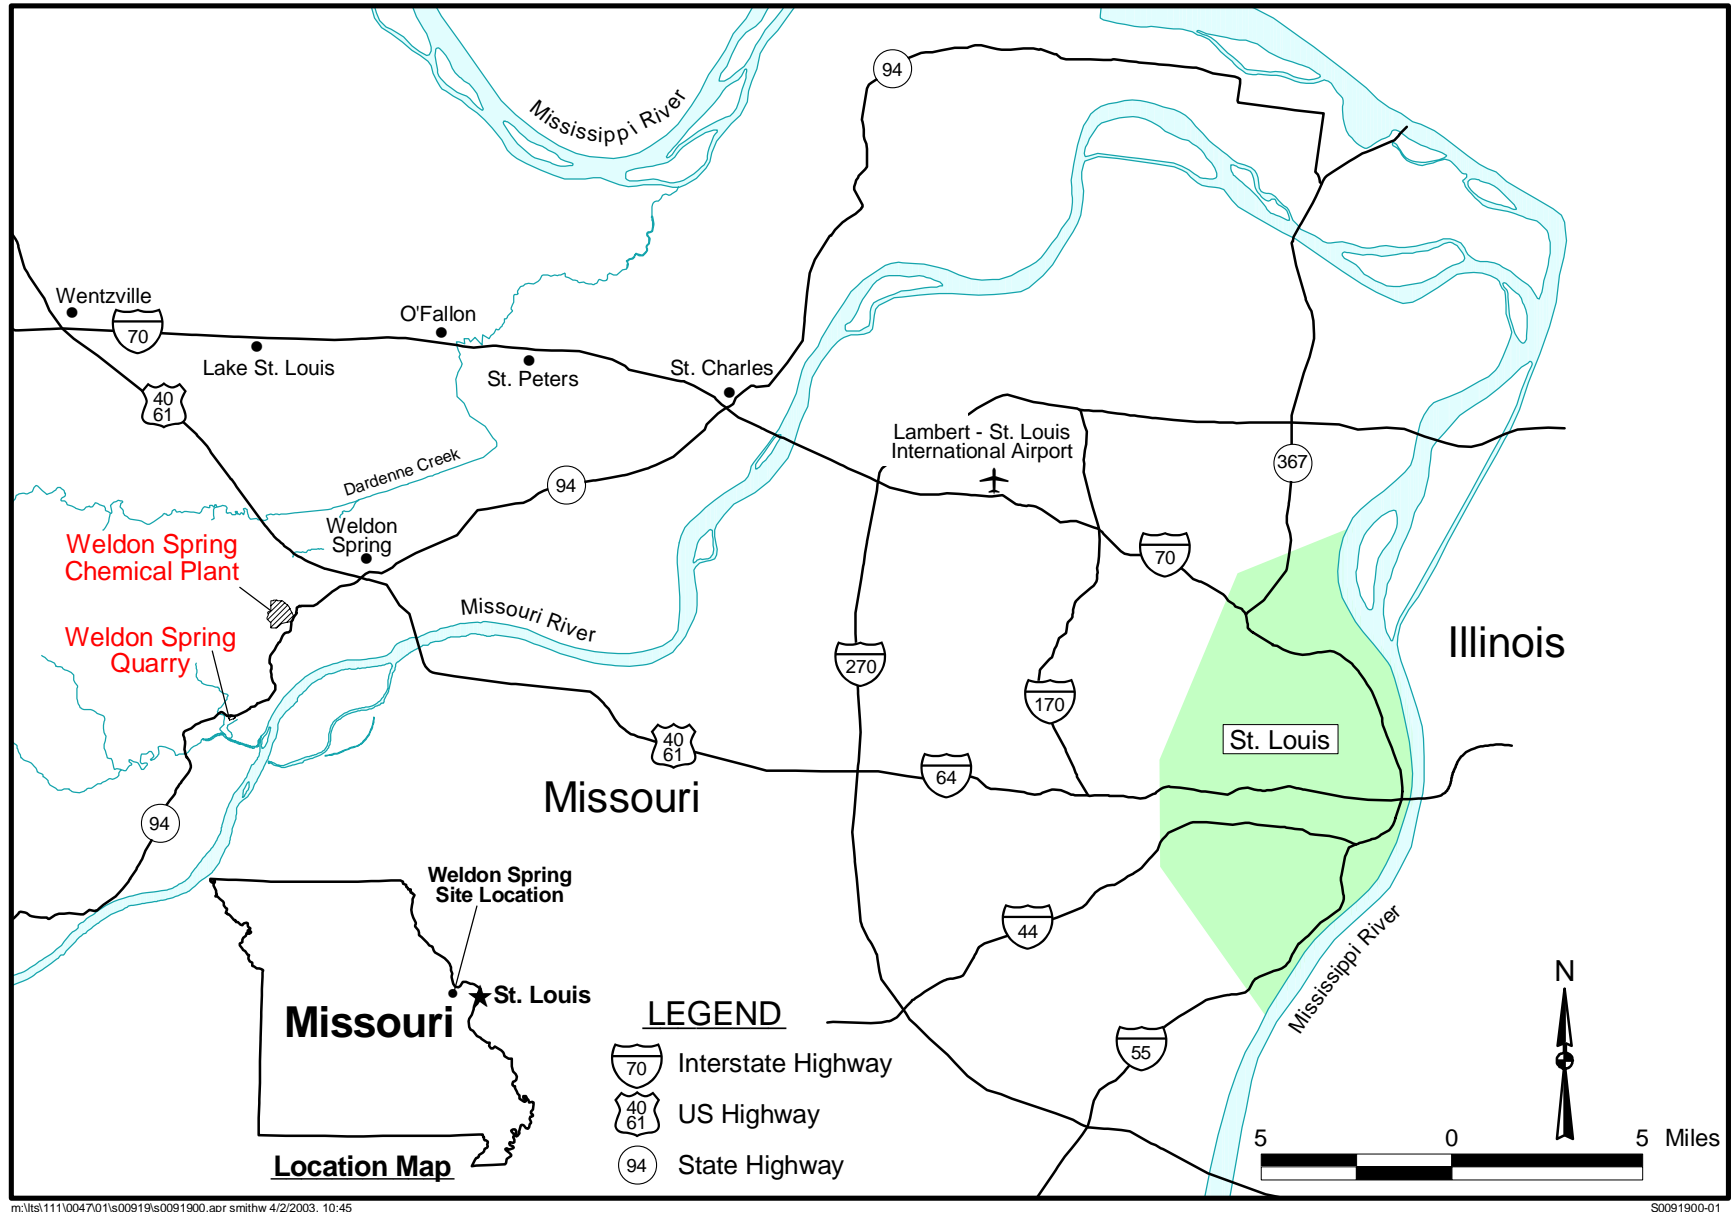 94
Mississippi River
Wentzville
70
O'Fallon
Lake St. Louis
St. Peters
St. Charles
40
61
Lambert - St. Louis
International Airport
367
Dardenne Creek
94
Weldon
Spring
Weldon Spring
Chemical Plant
70
Missouri River
Weldon Spring
Quarry
Illinois
270
170
St. Louis
40
61
64
Missouri
94
Weldon Spring
Site Location
44
Mississippi River
N
St. Louis
Missouri
LEGEND
70
Interstate Highway
55
40
61
US Highway
5 0 5 Miles
94
State Highway
Location Map
m:\lts\111\0047\01\s00919\s0091900.apr smithw 4/2/2003, 10:45
S0091900-01